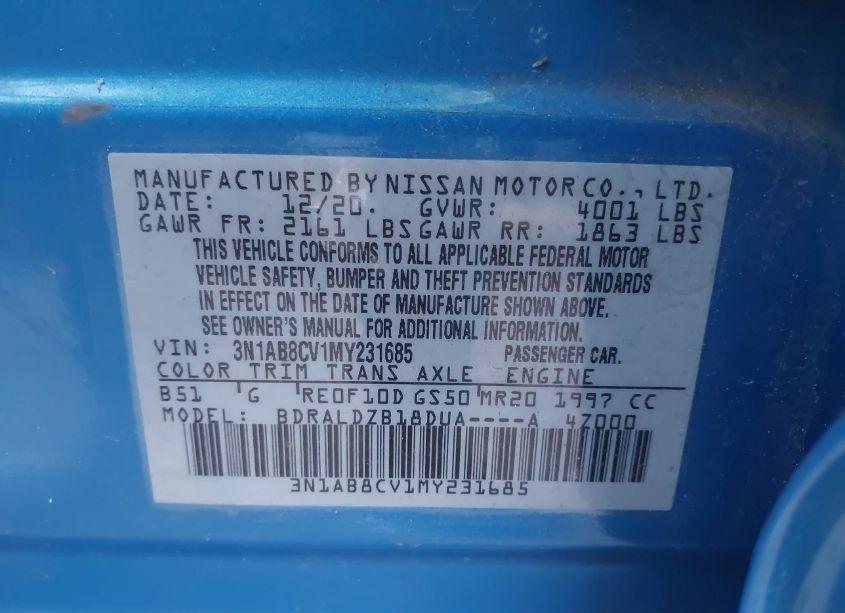 MANUFACTURED BY NISSAN MOTOR CO., LTD.
DATE: 12/20. GVWR: 4001 LBS
GAWR FR: 2161 LBS GAWR RR: 1863 LBS
THIS VEHICLE CONFORMS TO ALL APPLICABLE FEDERAL MOTOR
VEHICLE SAFETY, BUMPER AND THEFT PREVENTION STANDARDS
IN EFFECT ON THE DATE OF MANUFACTURE SHOWN ABOVE.
SEE OWNER'S MANUAL FOR ADDITIONAL INFORMATION.
VIN: 3N1AB8CV1MY231685 PASSENGER CAR.
COLOR TRIM TRANS AXLE ENGINE
B51 G RE0F10D GS50 MR20 1997 CC
MODEL: BDRALDZB18DUA----A 4Z000
3N1AB8CV1MY231685